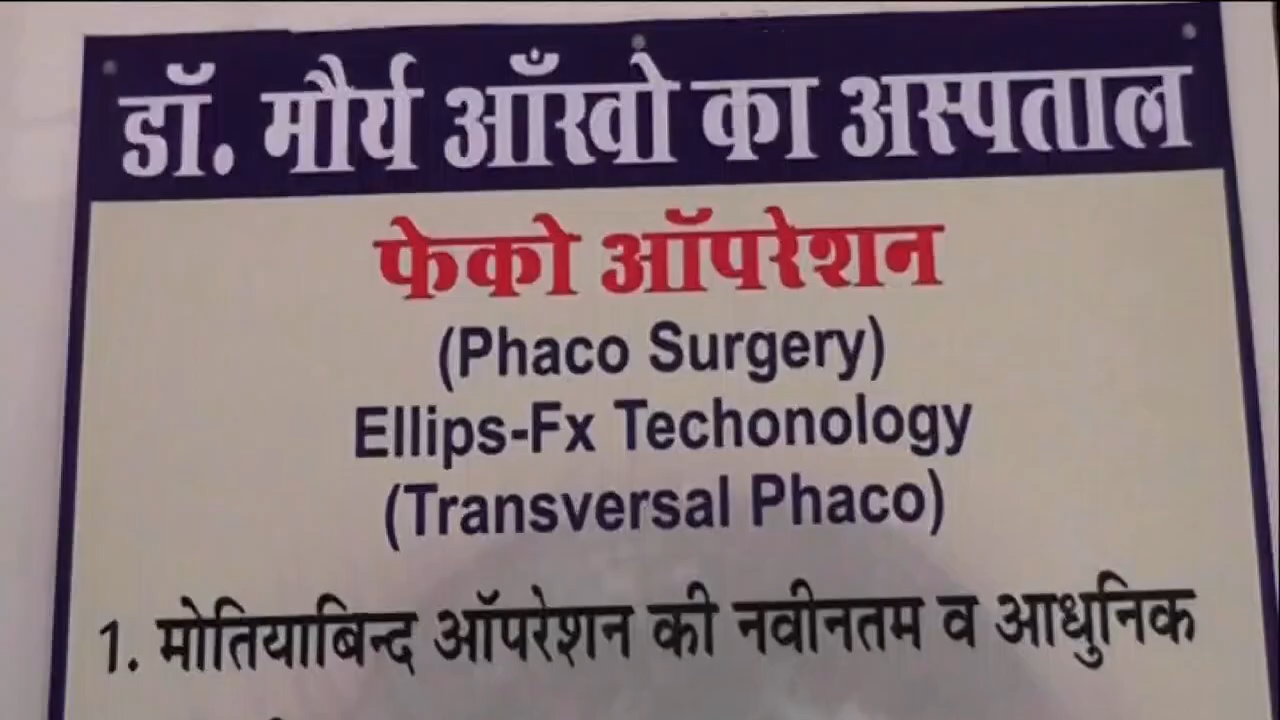 डॉ. मौर्य आँखो का अस्पताल
फेको ऑपरेशन
(Phaco Surgery)
Ellips-Fx Techonology
(Transversal Phaco)
1. मोतियाबिन्द ऑपरेशन की नवीनतम व आधुनिक